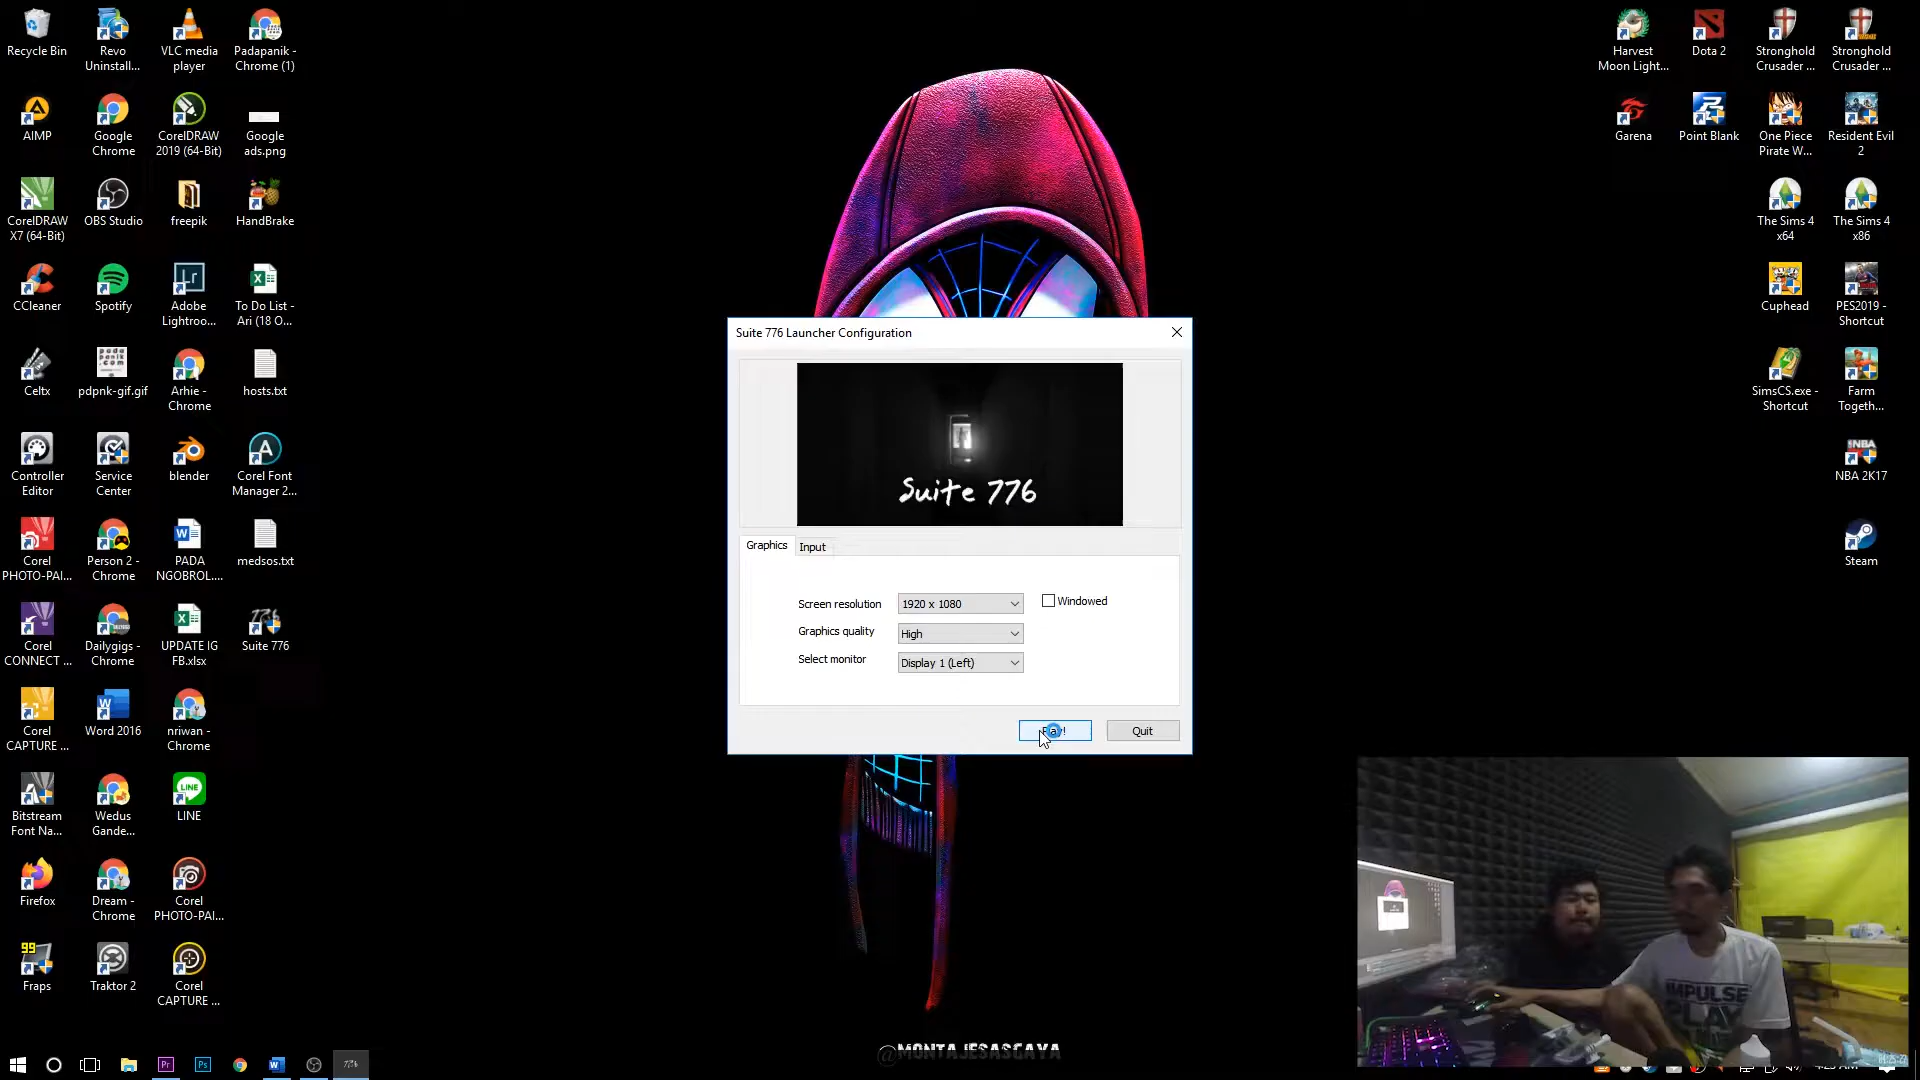 Recycle Bin
Revo
Uninstall...
VLC media
player
Padapanik -
Chrome (1)
AIMP
Google
Chrome
CorelDRAW
2019 (64-Bit)
Google
ads.png
CorelDRAW
X7 (64-Bit)
OBS Studio
freepik
HandBrake
CCleaner
Spotify
Adobe
Lightroo...
To Do List -
Ari (18 O...
Celtx
pdpnk-gif.gif
Arhie -
Chrome
hosts.txt
Controller
Editor
Service
Center
blender
Corel Font
Manager 2...
Corel
PHOTO-PAI...
Person 2 -
Chrome
PADA
NGOBROL....
medsos.txt
Corel
CONNECT ...
Dailygigs -
Chrome
UPDATE IG
FB.xlsx
Suite 776
Corel
CAPTURE ...
Word 2016
nriwan -
Chrome
Bitstream
Font Na...
Wedus
Gande...
LINE
Firefox
Dream -
Chrome
Corel
PHOTO-PAI...
99
Fraps
Traktor 2
Corel
CAPTURE ...
Harvest
Moon Light...
Dota 2
Stronghold
Crusader ...
Stronghold
Crusader ...
Garena
Point Blank
One Piece
Pirate W...
Resident Evil
2
The Sims 4
x64
The Sims 4
x86
Cuphead
PES2019 -
Shortcut
SimsCS.exe -
Shortcut
Farm
Togeth...
NBA 2K17
Steam
Suite 776 Launcher Configuration
Suite 776
Graphics
Input
Screen resolution
1920 x 1080
Windowed
Graphics quality
High
Select monitor
Display 1 (Left)
Quit
@MONTAJESASGAYA
IMPULSE
PLAY